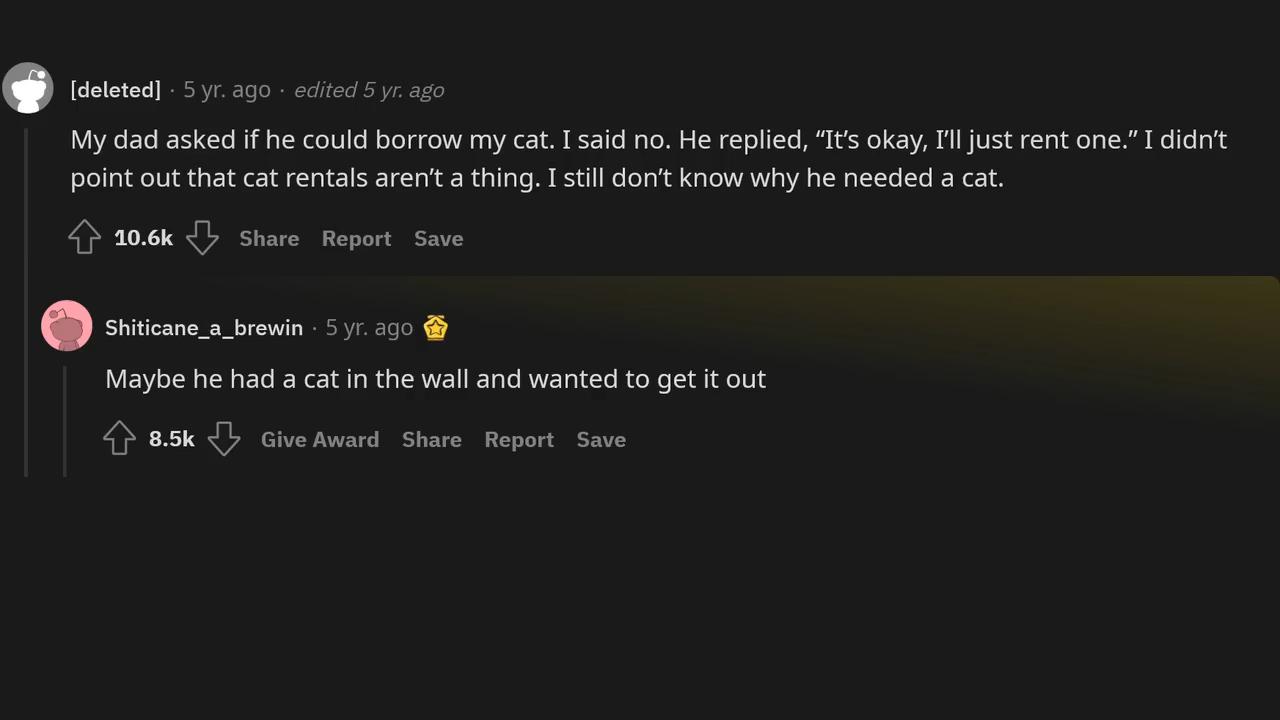 [deleted] · 5 yr. ago · edited 5 yr. ago
My dad asked if he could borrow my cat. I said no. He replied, “It’s okay, I’ll just rent one.” I didn’t
point out that cat rentals aren’t a thing. I still don’t know why he needed a cat.
10.6k Share Report Save
Shiticane_a_brewin · 5 yr. ago
Maybe he had a cat in the wall and wanted to get it out
8.5k Give Award Share Report Save